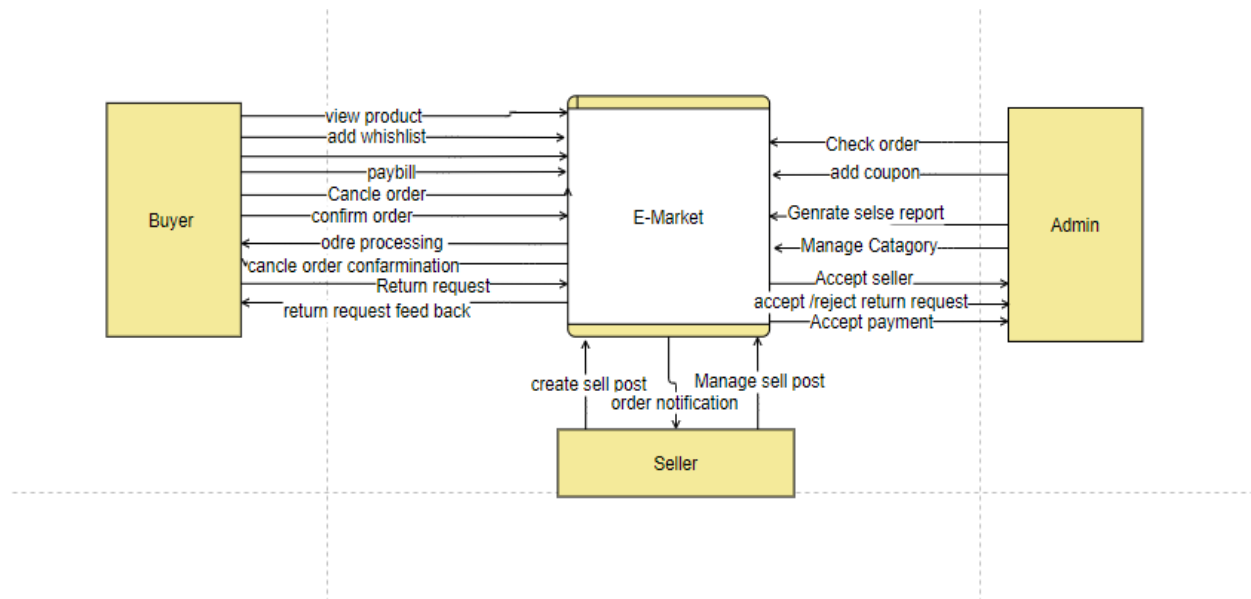 view product
add whishlist
paybill
Cancle order
confirm order
odre processing
cancle order confarmination
Return request
return request feed back
Buyer
E-Market
Check order
add coupon
Genrate selse report
Manage Catagory
Accept seller
accept /reject return request
Accept payment
Admin
create sell post
Manage sell post
order notification
Seller